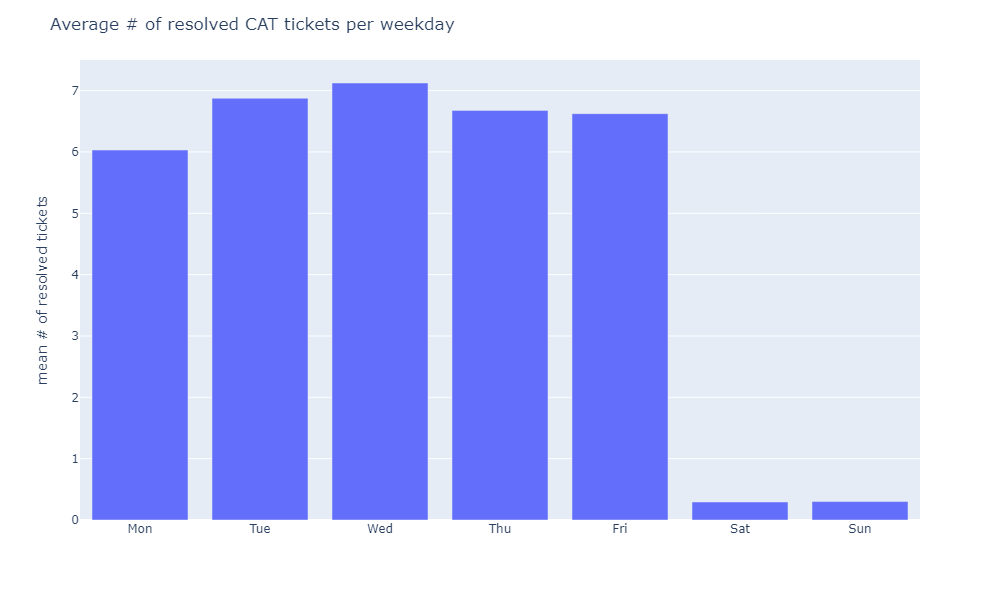 Average # of resolved CAT tickets per weekday
mean # of resolved tickets
7
6
5
4
3
2
1
0
Mon Tue Wed Thu Fri Sat Sun